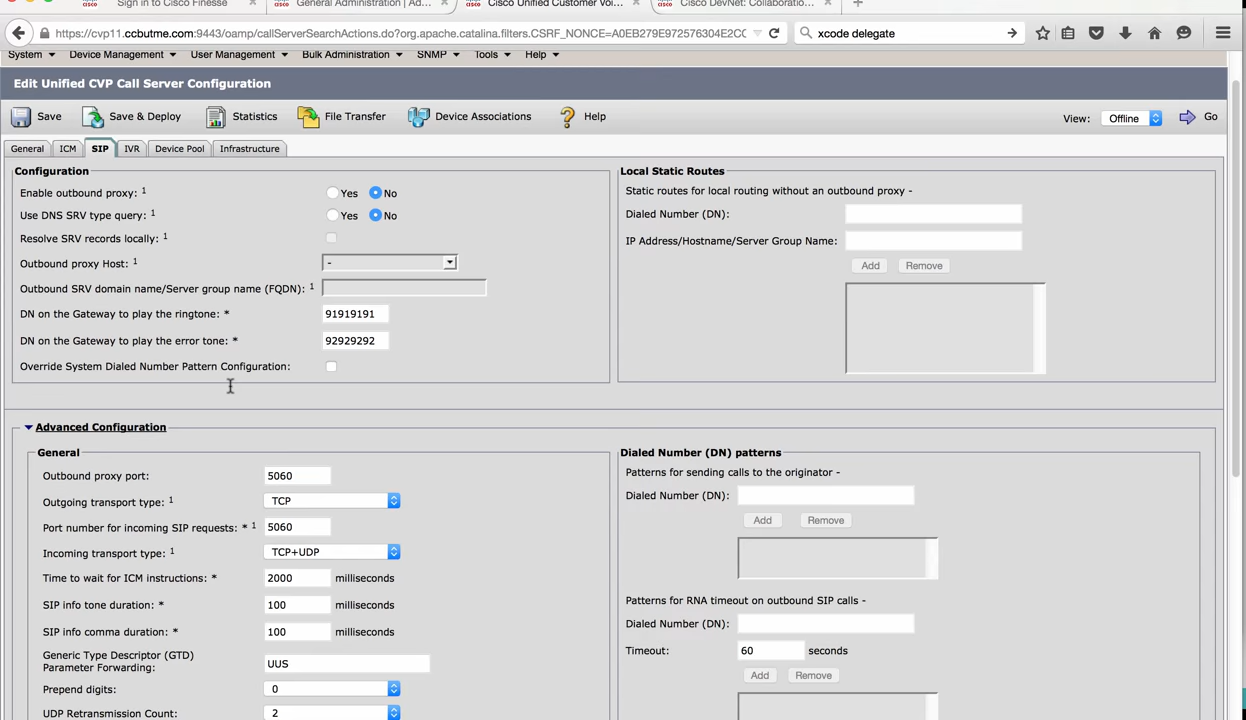 Sign in to Cisco Finesse
General Administration | Ad...
Cisco Unified Customer Voi...
Cisco DevNet: Collaboratio...
https://cvp11.ccbutme.com:9443/oamp/callServerSearchActions.do?org.apache.catalina.filters.CSRF_NONCE=A0EB279E972576304E2CC
xcode delegate
System Device Management User Management Bulk Administration SNMP Tools Help
Edit Unified CVP Call Server Configuration
Save Save & Deploy Statistics File Transfer Device Associations Help
View: Offline Go
General ICM SIP IVR Device Pool Infrastructure
Configuration
Enable outbound proxy: 1 Yes No
Use DNS SRV type query: 1 Yes No
Resolve SRV records locally: 1
Outbound proxy Host: 1 -
Outbound SRV domain name/Server group name (FQDN): 1
DN on the Gateway to play the ringtone: * 91919191
DN on the Gateway to play the error tone: * 92929292
Override System Dialed Number Pattern Configuration:
Local Static Routes
Static routes for local routing without an outbound proxy -
Dialed Number (DN):
IP Address/Hostname/Server Group Name:
Add Remove
Advanced Configuration
General
Outbound proxy port: 5060
Outgoing transport type: 1 TCP
Port number for incoming SIP requests: * 1 5060
Incoming transport type: 1 TCP+UDP
Time to wait for ICM instructions: * 2000 milliseconds
SIP info tone duration: * 100 milliseconds
SIP info comma duration: * 100 milliseconds
Generic Type Descriptor (GTD)
Parameter Forwarding: UUS
Prepend digits: 0
UDP Retransmission Count: 2
Dialed Number (DN) patterns
Patterns for sending calls to the originator -
Dialed Number (DN):
Add Remove
Patterns for RNA timeout on outbound SIP calls -
Dialed Number (DN):
Timeout: 60 seconds
Add Remove